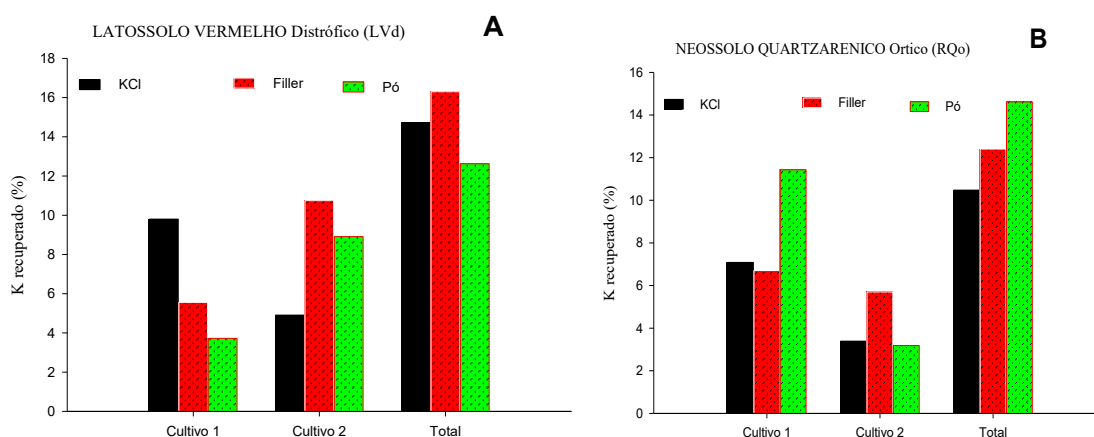 LATOSSOLO VERMELHO Distrófico (LVd)
A
KCl
Filler
Pó
K recuperado (%)
18
16
14
12
10
8
6
4
2
0
Cultivo 1
Cultivo 2
Total
NEOSSOLO QUARTZARENICO Ortico (RQo)
B
KCl
Filler
Pó
K recuperado (%)
16
14
12
10
8
6
4
2
0
Cultivo 1
Cultivo 2
Total